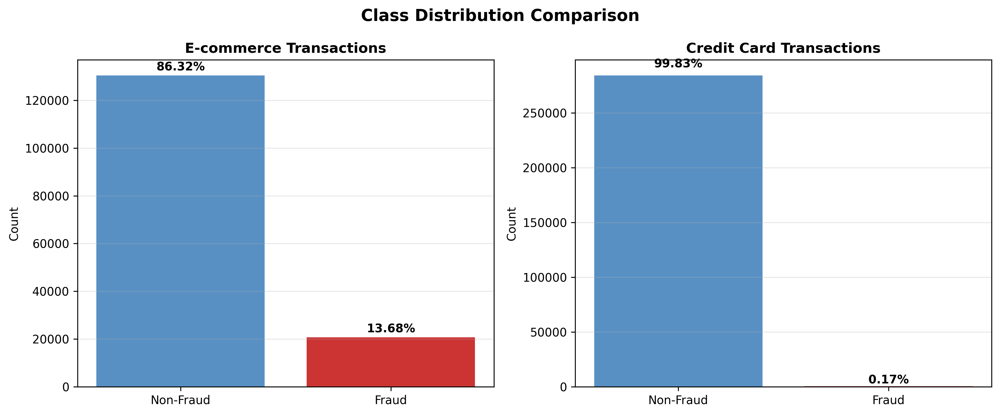 Class Distribution Comparison
E-commerce Transactions
86.32%
120000
100000
80000
60000
40000
20000
0
Count
13.68%
Non-Fraud
Fraud
Credit Card Transactions
99.83%
250000
200000
150000
100000
50000
0
Count
0.17%
Non-Fraud
Fraud